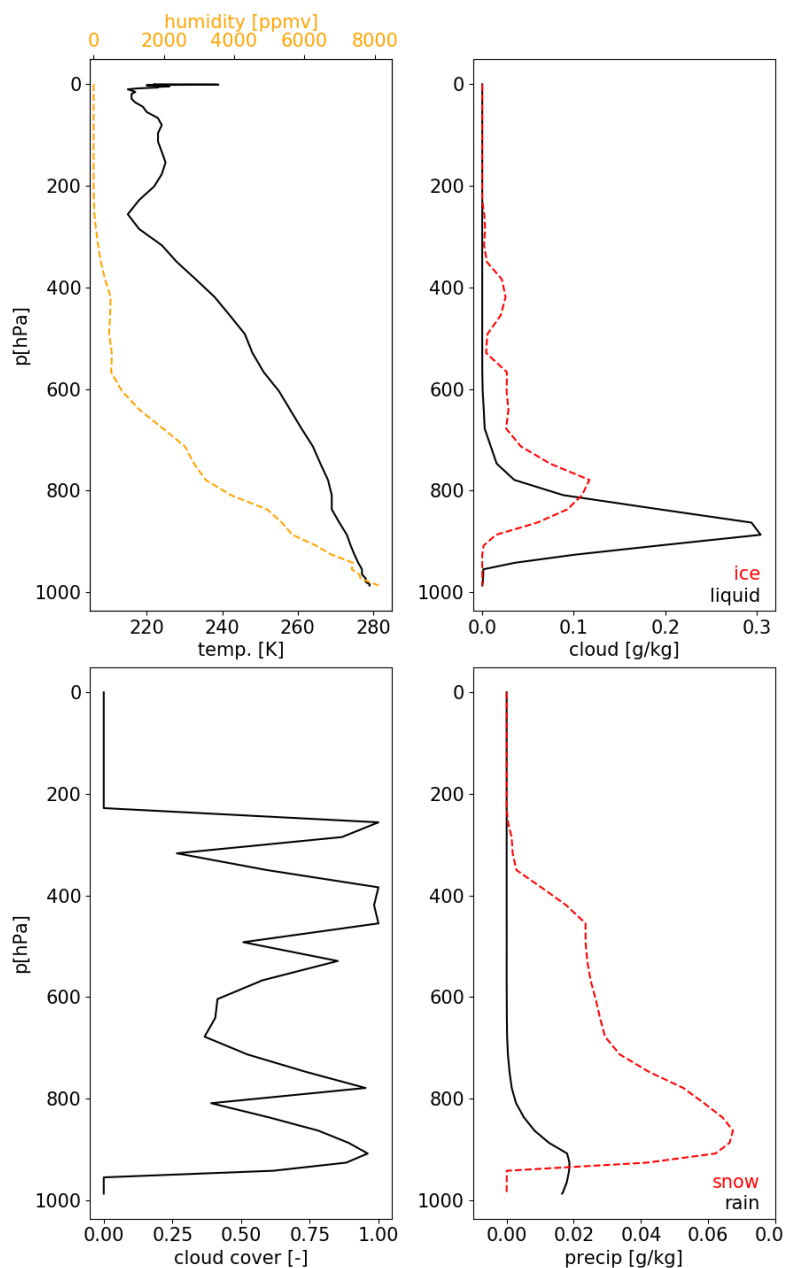 humidity [ppmv]
0 2000 4000 6000 8000
0 0
200 200
400 400
p[hPa]
600 600
800 800
ice
1000 1000 liquid
220 240 260 280 0.0 0.1 0.2 0.3
temp. [K] cloud [g/kg]
0 0
200 200
400 400
p[hPa]
600 600
800 800
snow
1000 1000 rain
0.00 0.25 0.50 0.75 1.00 0.00 0.02 0.04 0.06 0.0
cloud cover [-] precip [g/kg]